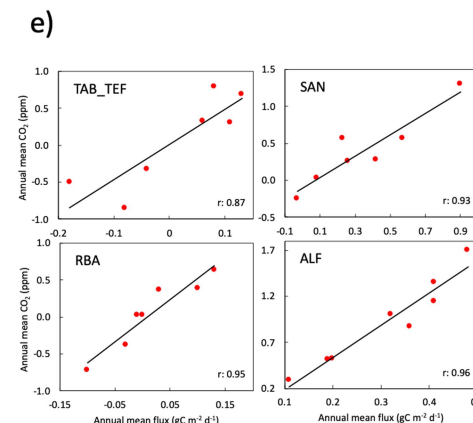 e)
TAB_TEF
SAN
Annual mean CO₂ (ppm)
1.0
0.5
0.0
-0.5
-1.0
-0.2
-0.1
0
0.1
r: 0.87
1.5
1.0
0.5
0.0
-0.5
-0.1
0.1
0.3
0.5
0.7
0.9
r: 0.93
RBA
ALF
Annual mean CO₂ (ppm)
1.0
0.5
0.0
-0.5
-1.0
-0.15
-0.05
0.05
0.15
r: 0.95
Annual mean flux (gC m⁻² d⁻¹)
1.7
1.2
0.7
0.2
0.1
0.2
0.3
0.4
r: 0.96
Annual mean flux (gC m⁻² d⁻¹)